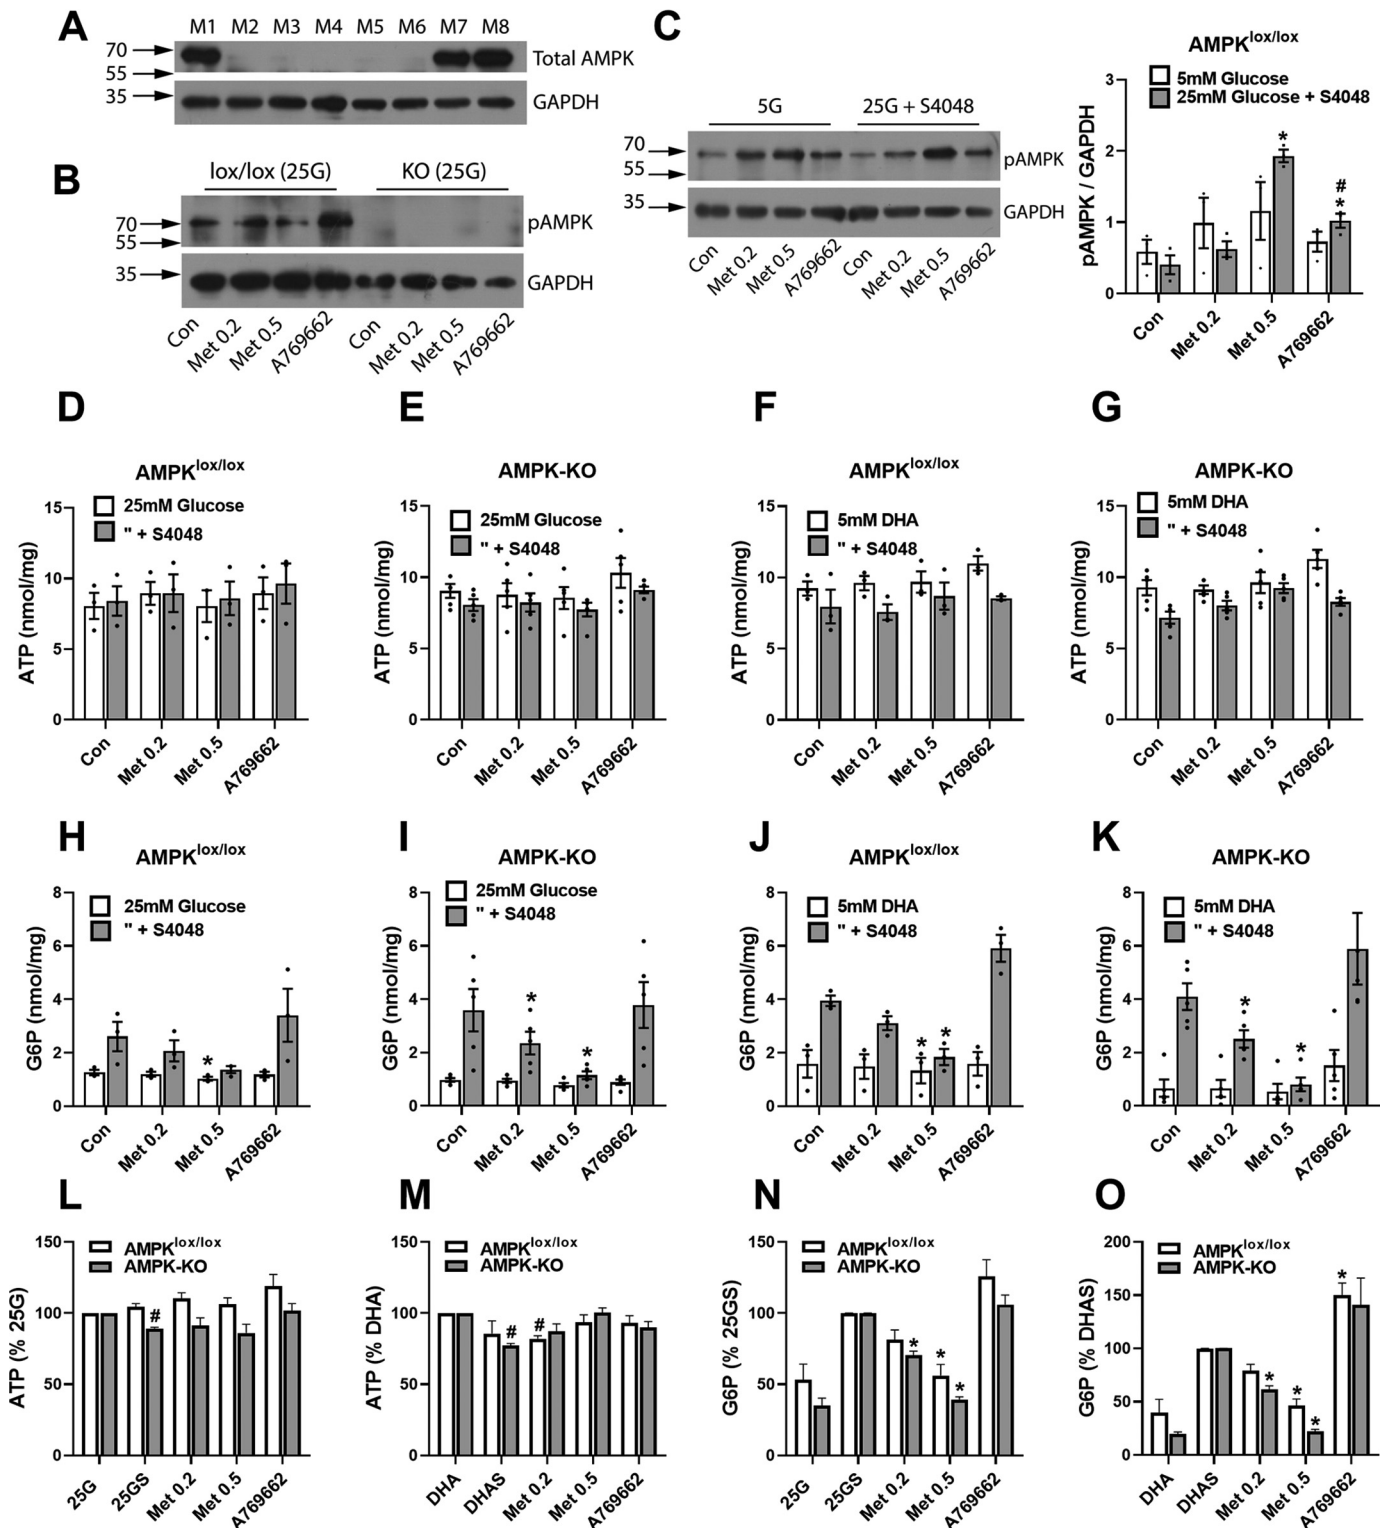 A
M1 M2 M3 M4 M5 M6 M7 M8
70
55
35
Total AMPK
GAPDH
B
lox/lox (25G) KO (25G)
70
55
35
pAMPK
GAPDH
Con Met 0.2 Met 0.5 A769662 Con Met 0.2 Met 0.5 A769662
C
5G 25G + S4048
70
55
35
pAMPK
GAPDH
Con Met 0.2 Met 0.5 A769662 Con Met 0.2 Met 0.5 A769662
AMPKlox/lox
5mM Glucose
25mM Glucose + S4048
pAMPK / GAPDH
3
2
1
0
*
#
*
Con Met 0.2 Met 0.5 A769662
D
AMPKlox/lox
25mM Glucose
" + S4048
ATP (nmol/mg)
15
10
5
0
Con Met 0.2 Met 0.5 A769662
E
AMPK-KO
25mM Glucose
" + S4048
ATP (nmol/mg)
15
10
5
0
Con Met 0.2 Met 0.5 A769662
F
AMPKlox/lox
5mM DHA
" + S4048
ATP (nmol/mg)
15
10
5
0
Con Met 0.2 Met 0.5 A769662
G
AMPK-KO
5mM DHA
" + S4048
ATP (nmol/mg)
15
10
5
0
Con Met 0.2 Met 0.5 A769662
H
AMPKlox/lox
25mM Glucose
" + S4048
G6P (nmol/mg)
8
6
4
2
0
*
Con Met 0.2 Met 0.5 A769662
I
AMPK-KO
25mM Glucose
" + S4048
G6P (nmol/mg)
8
6
4
2
0
* *
Con Met 0.2 Met 0.5 A769662
J
AMPKlox/lox
5mM DHA
" + S4048
G6P (nmol/mg)
8
6
4
2
0
* *
Con Met 0.2 Met 0.5 A769662
K
AMPK-KO
5mM DHA
" + S4048
G6P (nmol/mg)
8
6
4
2
0
* *
Con Met 0.2 Met 0.5 A769662
L
AMPKlox/lox
AMPK-KO
ATP (% 25G)
150
100
50
0
#
25G 25GS Met 0.2 Met 0.5 A769662
M
AMPKlox/lox
AMPK-KO
ATP (% DHA)
150
100
50
0
# #
DHA DHAS Met 0.2 Met 0.5 A769662
N
AMPKlox/lox
AMPK-KO
G6P (% 25GS)
150
100
50
0
* * *
25G 25GS Met 0.2 Met 0.5 A769662
O
AMPKlox/lox
AMPK-KO
G6P (% DHAS)
200
150
100
50
0
* * * *
DHA DHAS Met 0.2 Met 0.5 A769662